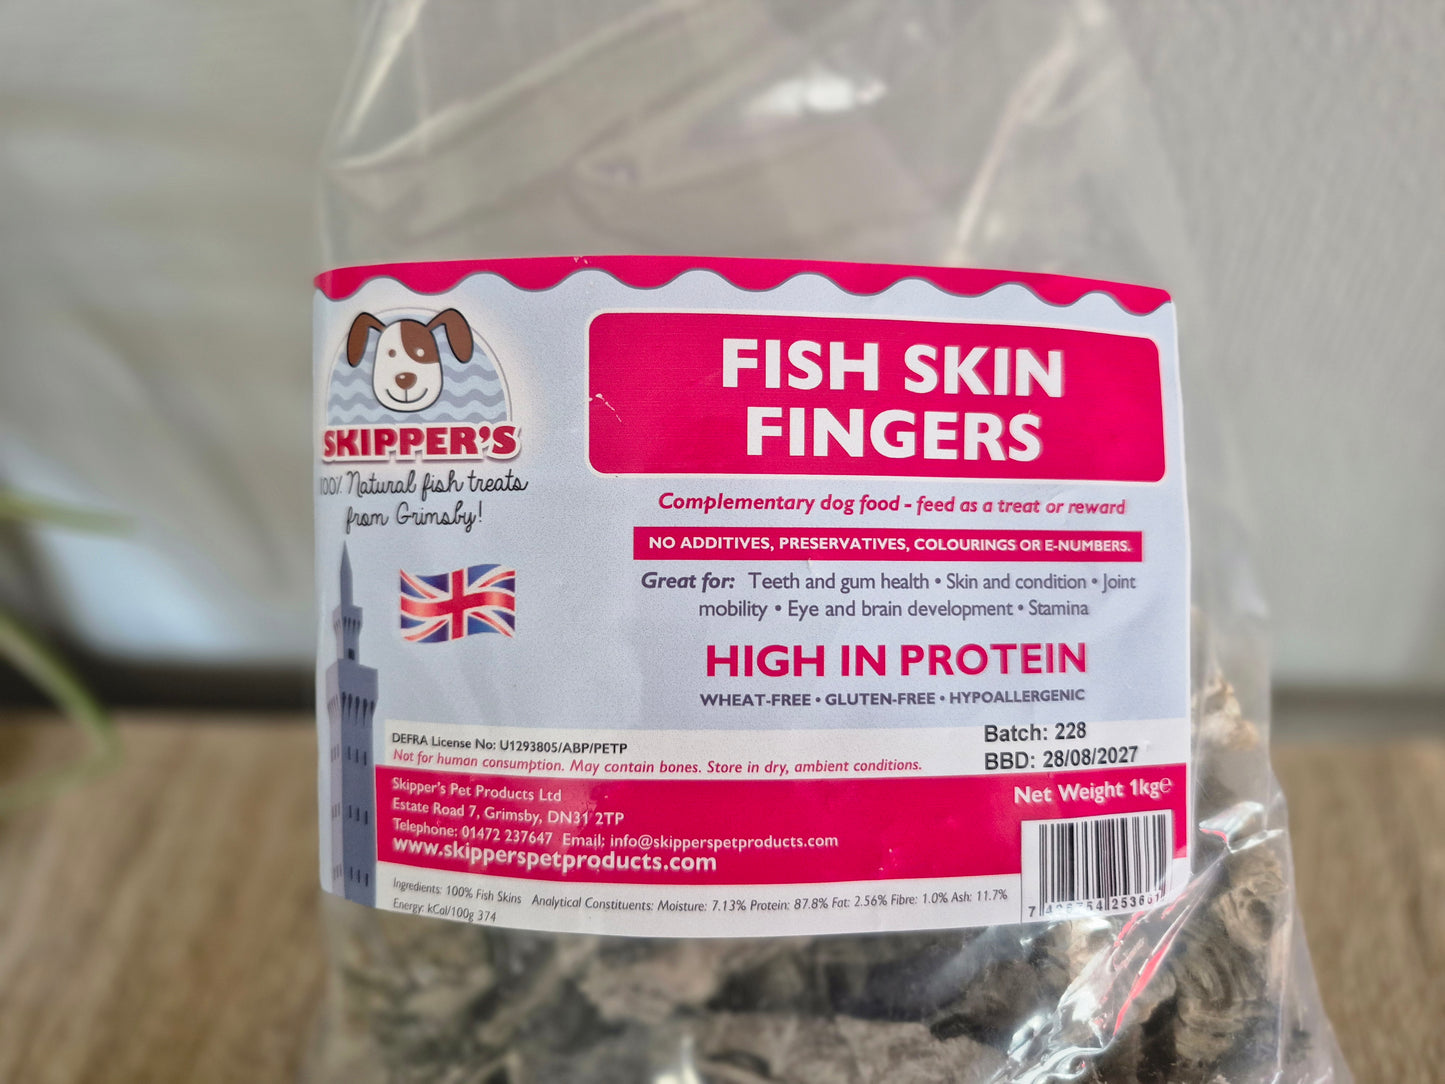 SKIPPER'S
100% Natural fish treats
from Grimsby!
FISH SKIN
FINGERS
Complementary dog food - feed as a treat or reward
NO ADDITIVES, PRESERVATIVES, COLOURINGS OR E-NUMBERS.
Great for: Teeth and gum health • Skin and condition • Joint
mobility • Eye and brain development • Stamina
HIGH IN PROTEIN
WHEAT-FREE • GLUTEN-FREE • HYPOALLERGENIC
Batch: 228
BBD: 28/08/2027
DEFRA License No: U1293805/ABP/PETP
Not for human consumption. May contain bones. Store in dry, ambient conditions.
Net Weight 1kg℮
Skipper's Pet Products Ltd
Estate Road 7, Grimsby, DN31 2TP
Telephone: 01472 237647 Email: info@skipperspetproducts.com
www.skipperspetproducts.com
Ingredients: 100% Fish Skins Analytical Constituents: Moisture: 7.13% Protein: 87.8% Fat: 2.56% Fibre: 1.0% Ash: 11.7%
Energy: kCal/100g 374